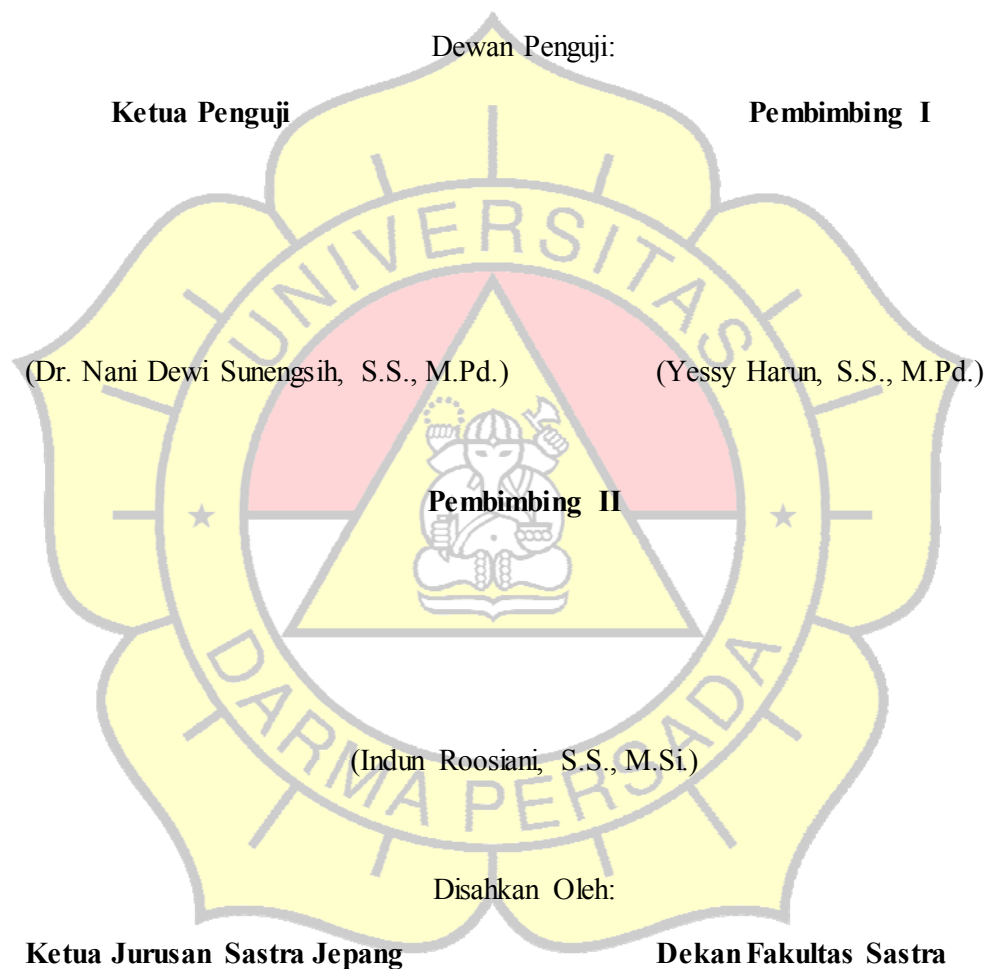 Dewan Penguji:
Ketua Penguji Pembimbing I
UNIVERSITAS
(Dr. Nani Dewi Sunengsih, S.S., M.Pd.) (Yessy Harun, S.S., M.Pd.)
Pembimbing II
(Indun Roosiani, S.S., M.Si.)
DARMA PERSADA
Disahkan Oleh:
Ketua Jurusan Sastra Jepang Dekan Fakultas Sastra